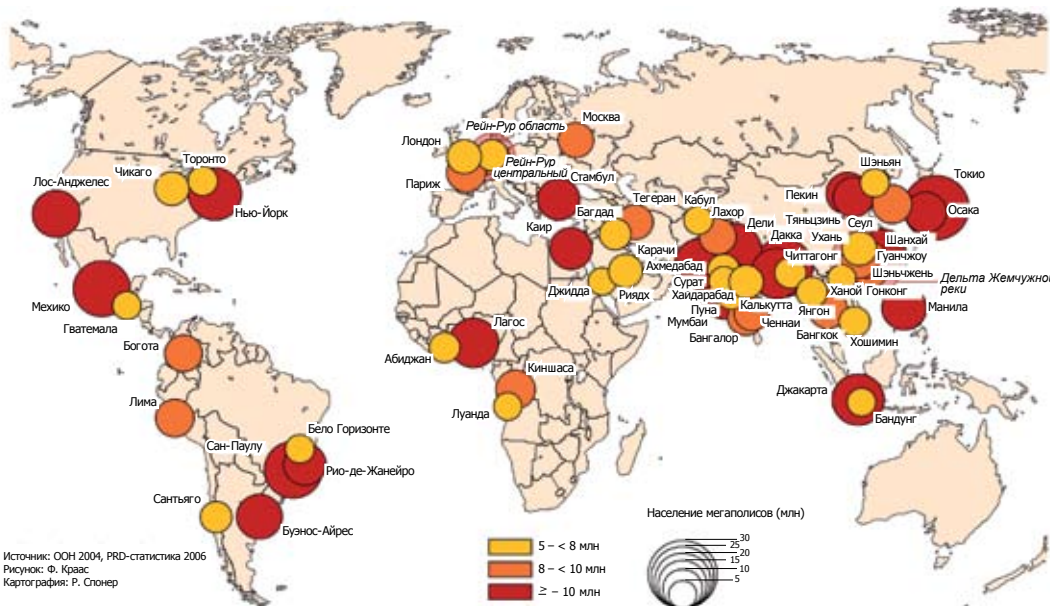 Лос-Анджелес
Чикаго
Торонто
Нью-Йорк
Мехико
Гватемала
Богота
Лима
Сан-Паулу
Бело Горизонте
Рио-де-Жанейро
Сантьяго
Буэнос-Айрес
Лондон
Париж
Рейн-Рур область
Рейн-Рур
центральный
Москва
Стамбул
Каир
Багдад
Тегеран
Джидда
Риядх
Абиджан
Лагос
Киншаса
Луанда
Кабул
Лахор
Дели
Карачи
Ахмедабад
Сурат
Хайдарабад
Пуна
Мумбаи
Бангалор
Ченнаи
Калькутта
Дакка
Читтагонг
Янгон
Бангкок
Хошимин
Ханой
Гонконг
Шэньчжень
Гуанчжоу
Дельта Жемчужной
реки
Ухань
Шанхай
Сеул
Тяньцзинь
Пекин
Шэньян
Токио
Осака
Манила
Джакарта
Бандунг
Источник: ООН 2004, PRD-статистика 2006
Рисунок: Ф. Краас
Картография: Р. Спонер
5 – < 8 млн
8 – < 10 млн
≥ – 10 млн
Население мегаполисов (млн)
30
25
20
15
10
5